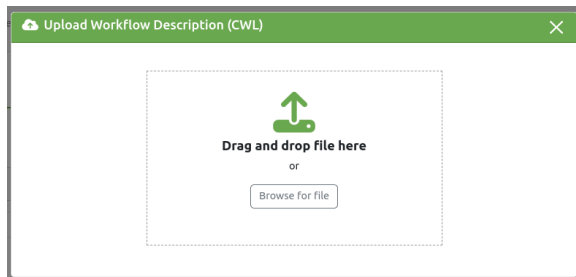 Upload Workflow Description (CWL)
Drag and drop file here
or
Browse for file